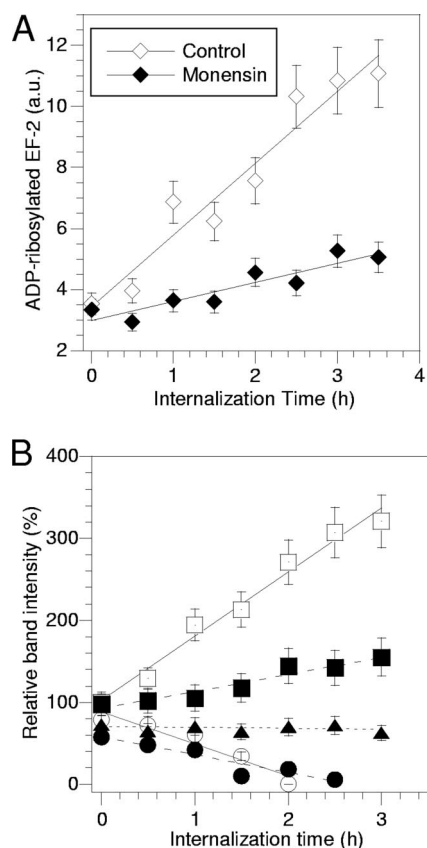 A
Control
Monensin
ADP-ribosylated EF-2 (a.u.)
12
10
8
6
4
2
0 1 2 3 4
Internalization Time (h)
B
Relative band intensity (%)
400
300
200
100
0
0 1 2 3
Internalization time (h)